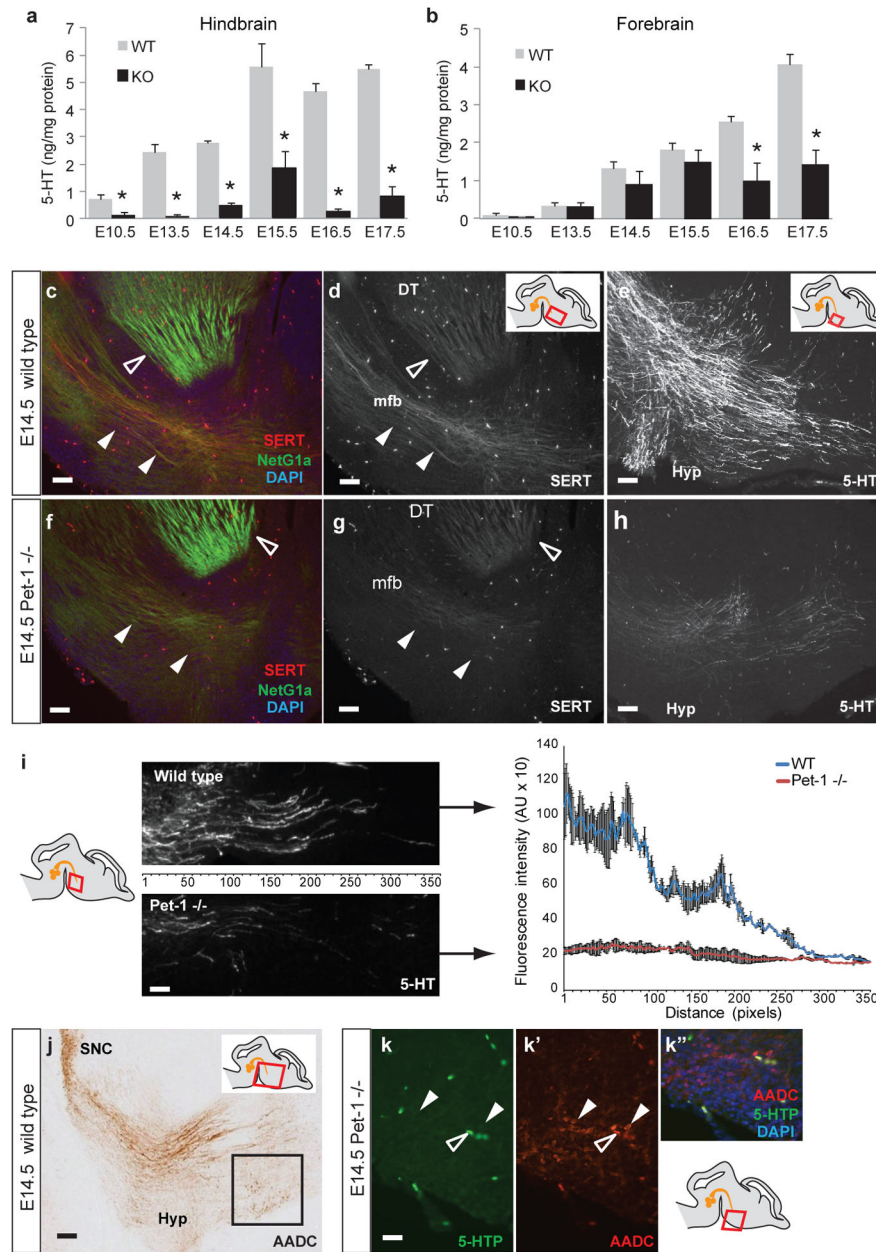 a
Hindbrain
WT
KO
5-HT (ng/mg protein)
7
6
5
4
3
2
1
0
* * * * * *
E10.5 E13.5 E14.5 E15.5 E16.5 E17.5
b
Forebrain
WT
KO
5-HT (ng/mg protein)
5
4
3
2
1
0
* *
E10.5 E13.5 E14.5 E15.5 E16.5 E17.5
E14.5 wild type
c
SERT
NetG1a
DAPI
d
DT
mfb
SERT
e
Hyp
5-HT
E14.5 Pet-1 -/-
f
SERT
NetG1a
DAPI
g
DT
mfb
SERT
h
Hyp
5-HT
i
Wild type
1 50 100 150 200 250 300 350
Pet-1 -/-
5-HT
Fluorescence intensity (AU x 10)
140
120
100
80
60
40
20
0
WT
Pet-1 -/-
1 50 100 150 200 250 300 350
Distance (pixels)
E14.5 wild type
j
SNC
Hyp
AADC
E14.5 Pet-1 -/-
k
5-HTP
k'
AADC
k"
AADC
5-HTP
DAPI